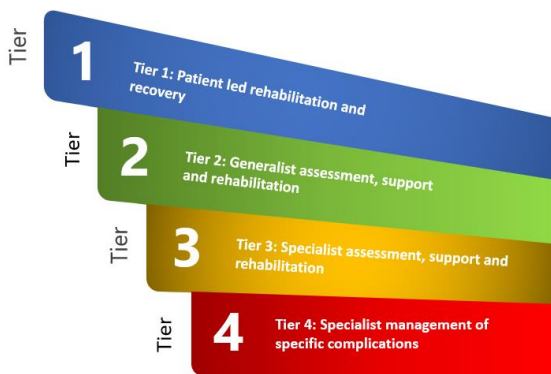 Tier
1
Tier 1: Patient led rehabilitation and
recovery
Tier
2
Tier 2: Generalist assessment, support
and rehabilitation
Tier
3
Tier 3: Specialist assessment, support and
rehabilitation
Tier
4
Tier 4: Specialist management of
specific complications